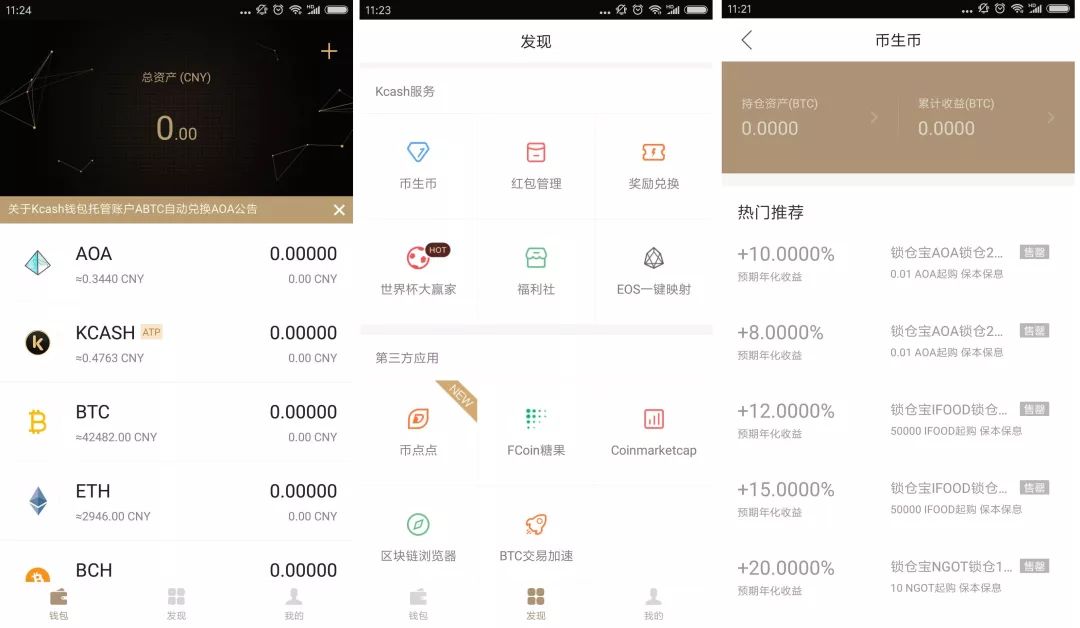 11:24
总资产 (CNY)
0.00
关于Kcash钱包托管账户ABTC自动兑换AOA公告
AOA 0.00000
≈0.3440 CNY 0.00 CNY
KCASH ATP 0.00000
≈0.4763 CNY 0.00 CNY
BTC 0.00000
≈42482.00 CNY 0.00 CNY
ETH 0.00000
≈2946.00 CNY 0.00 CNY
BCH 0.00000
钱包 发现 我的
11:23
发现
Kcash服务
币生币 红包管理 奖励兑换
HOT
世界杯大赢家 福利社 EOS一键映射
第三方应用
NEW
币点点 FCoin糖果 Coinmarketcap
区块链浏览器 BTC交易加速
钱包 发现 我的
11:21
币生币
持仓资产(BTC) 累计收益(BTC)
0.0000 0.0000
热门推荐
+10.0000% 锁仓宝AOA锁仓2... 售罄
预期年化收益 0.01 AOA起购 保本保息
+8.0000% 锁仓宝AOA锁仓2... 售罄
预期年化收益 0.01 AOA起购 保本保息
+12.0000% 锁仓宝IFOOD锁仓... 售罄
预期年化收益 50000 IFOOD起购 保本保息
+15.0000% 锁仓宝IFOOD锁仓... 售罄
预期年化收益 50000 IFOOD起购 保本保息
+20.0000% 锁仓宝NGOT锁仓1... 售罄
预期年化收益 10 NGOT起购 保本保息